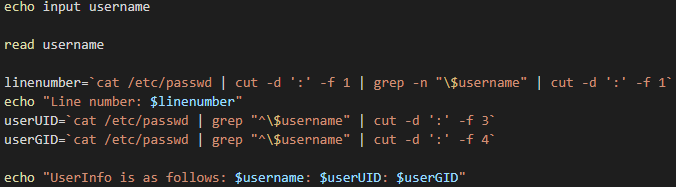 echo input username
read username
linenumber=`cat /etc/passwd | cut -d ':' -f 1 | grep -n "\$username" | cut -d ':' -f 1`
echo "Line number: $linenumber"
userUID=`cat /etc/passwd | grep "^\$username" | cut -d ':' -f 3`
userGID=`cat /etc/passwd | grep "^\$username" | cut -d ':' -f 4`
echo "UserInfo is as follows: $username: $userUID: $userGID"